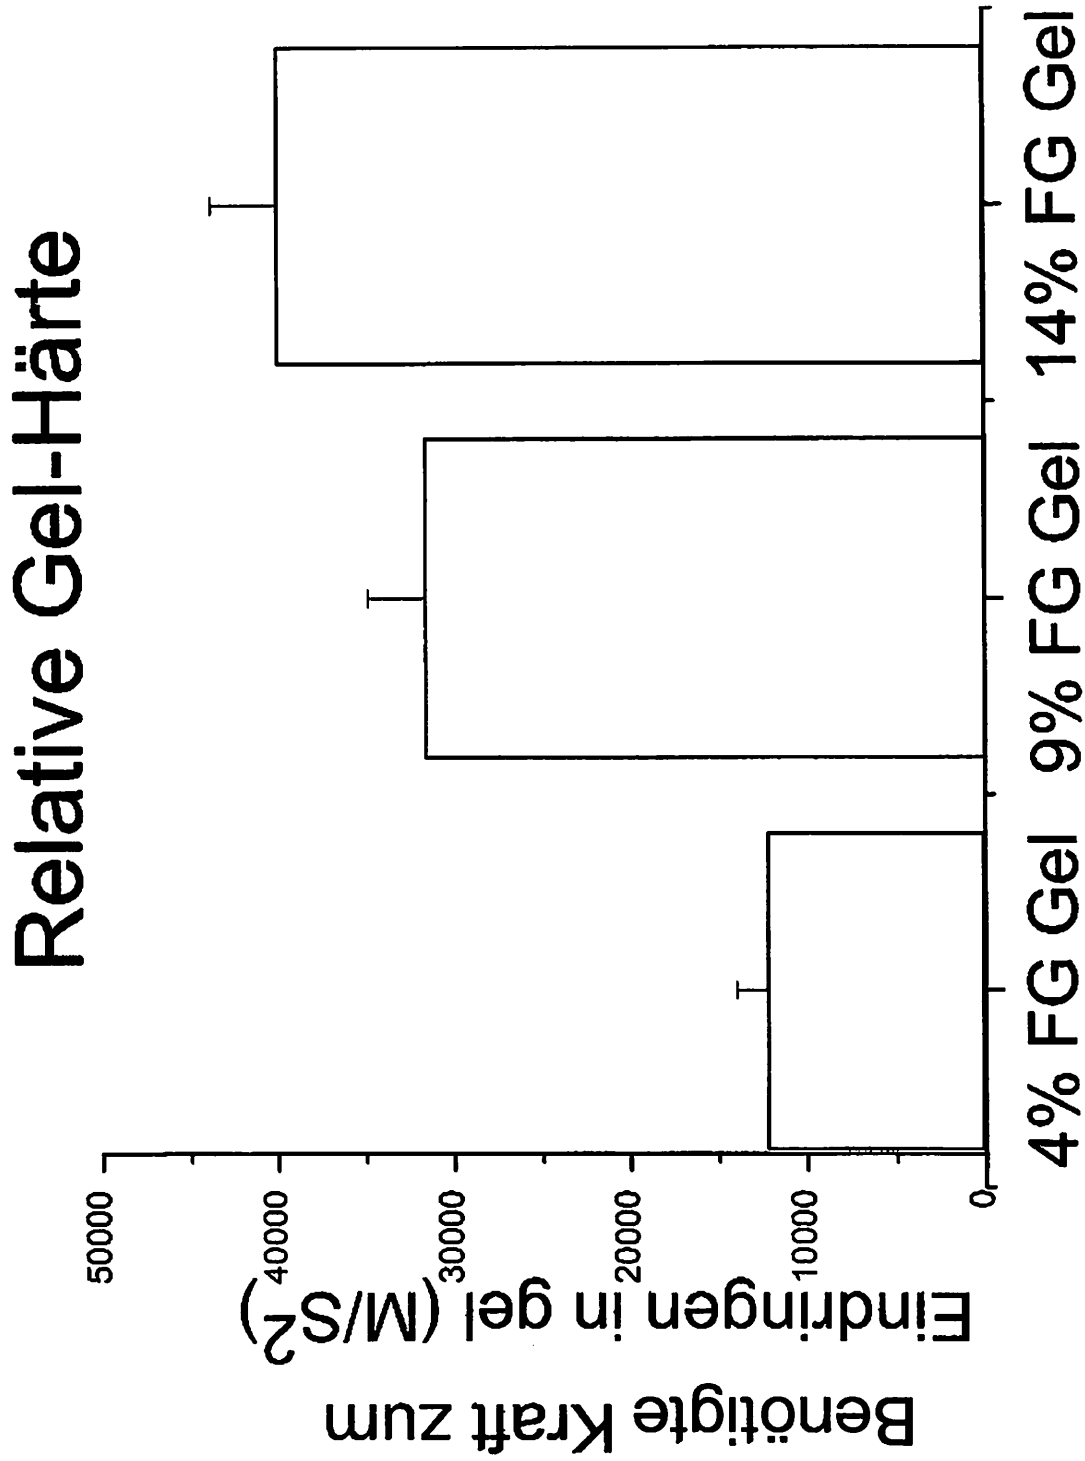 Relative Gel-Härte
Benötigte Kraft zum
Eindringen in gel (M/S²)
50000
40000
30000
20000
10000
0
4% FG Gel 9% FG Gel 14% FG Gel